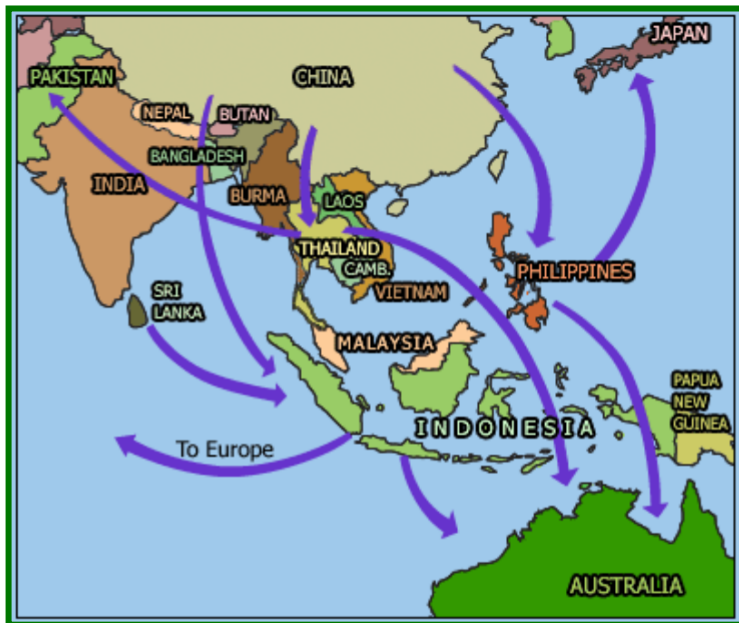 JAPAN
PAKISTAN
CHINA
NEPAL
BUTAN
BANGLADESH
INDIA
BURMA
LAOS
THAILAND
CAMB.
PHILIPPINES
SRI
LANKA
VIETNAM
MALAYSIA
PAPUA
NEW
GUINEA
INDONESIA
To Europe
AUSTRALIA